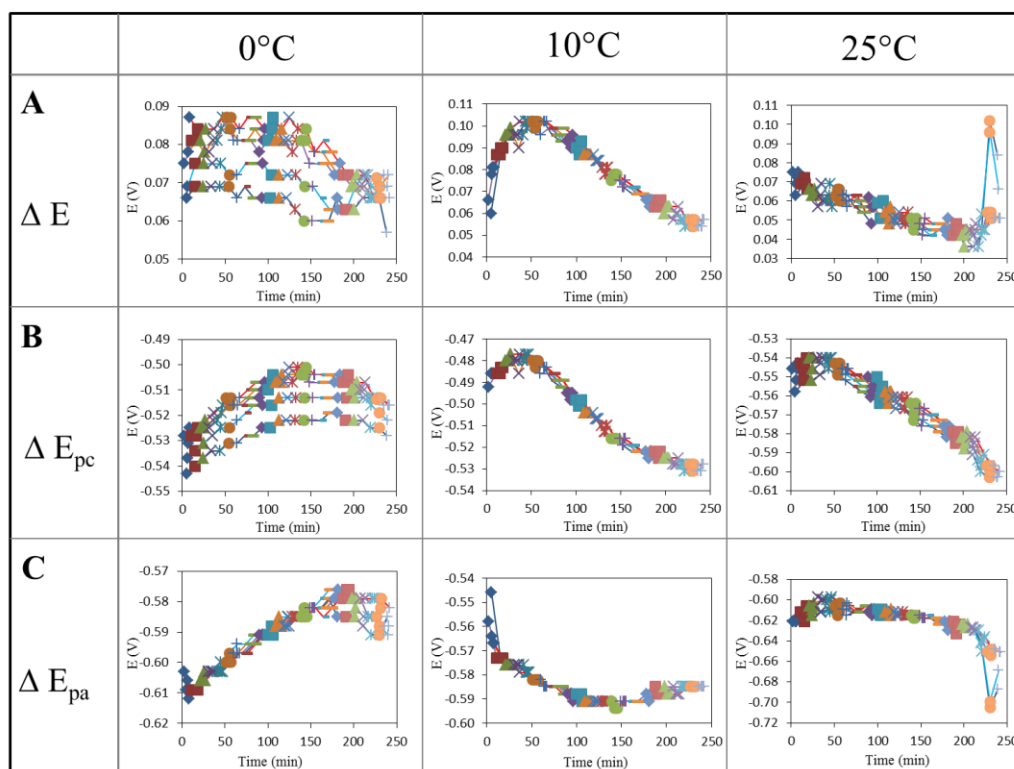 0°C 10°C 25°C
A
Δ E
E (V)
0.09
0.08
0.07
0.06
0.05
0 50 100 150 200 250
Time (min)
E (V)
0.11
0.10
0.09
0.08
0.07
0.06
0.05
0.04
0 50 100 150 200 250
Time (min)
E (V)
0.11
0.10
0.09
0.08
0.07
0.06
0.05
0.04
0.03
0 50 100 150 200 250
Time (min)
B
Δ Epc
E (V)
-0.49
-0.50
-0.51
-0.52
-0.53
-0.54
-0.55
0 50 100 150 200 250
Time (min)
E (V)
-0.47
-0.48
-0.49
-0.50
-0.51
-0.52
-0.53
-0.54
0 50 100 150 200 250
Time (min)
E (V)
-0.53
-0.54
-0.55
-0.56
-0.57
-0.58
-0.59
-0.60
-0.61
0 50 100 150 200 250
Time (min)
C
Δ Epa
E (V)
-0.57
-0.58
-0.59
-0.60
-0.61
-0.62
0 50 100 150 200 250
Time (min)
E (V)
-0.54
-0.55
-0.56
-0.57
-0.58
-0.59
-0.60
0 50 100 150 200 250
Time (min)
E (V)
-0.58
-0.60
-0.62
-0.64
-0.66
-0.68
-0.70
-0.72
0 50 100 150 200 250
Time (min)